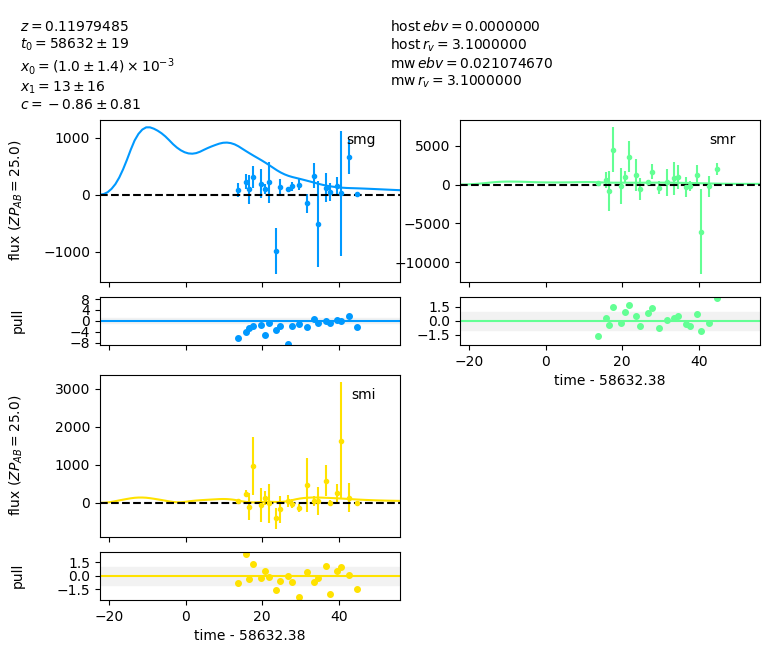 z = 0.11979485
t₀ = 58632 ± 19
x₀ = (1.0 ± 1.4) × 10⁻³
x₁ = 13 ± 16
c = −0.86 ± 0.81
host ebv = 0.0000000
host r_v = 3.1000000
mw ebv = 0.021074670
mw r_v = 3.1000000
smg
1000
0
−1000
flux (ZP_AB = 25.0)
8
4
0
−4
−8
pull
smr
5000
0
−5000
−10000
1.5
0.0
−1.5
−20 0 20 40
time - 58632.38
smi
3000
2000
1000
0
flux (ZP_AB = 25.0)
1.5
0.0
−1.5
pull
−20 0 20 40
time - 58632.38